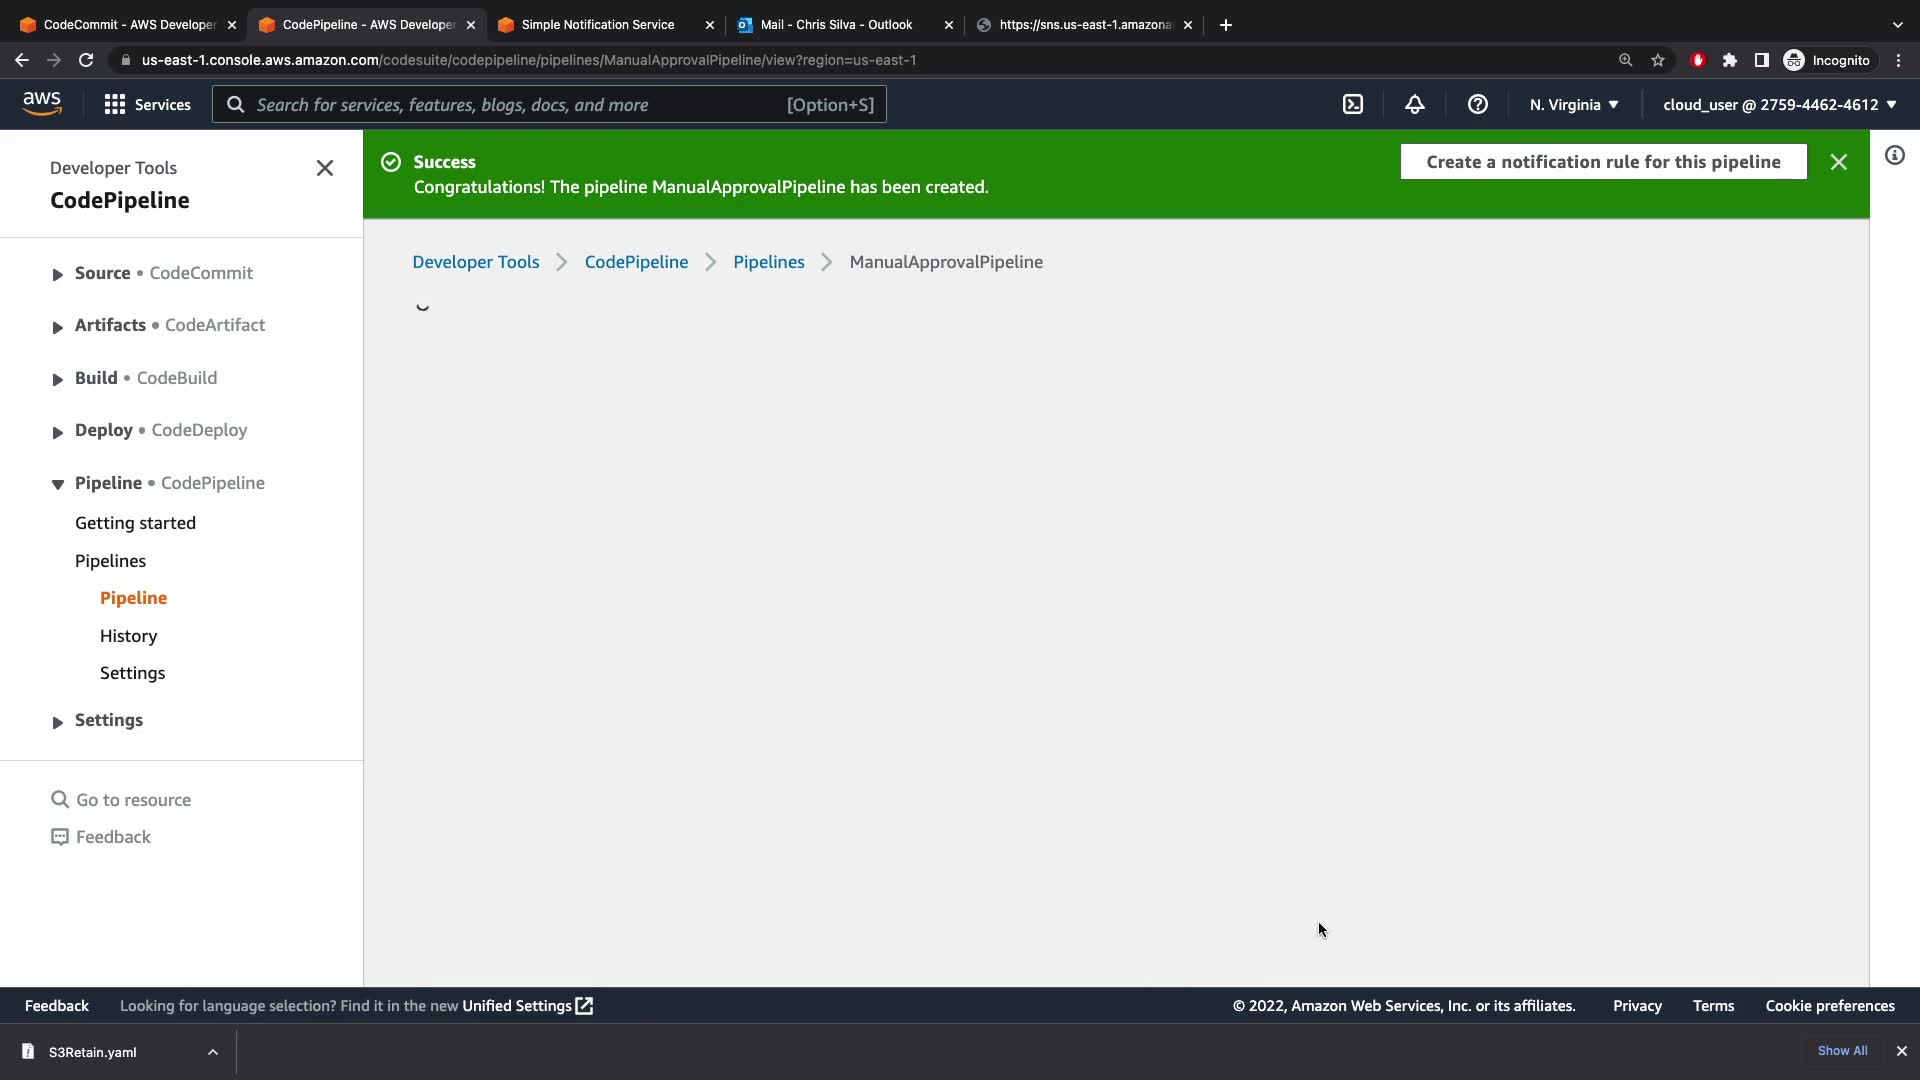 CodeCommit - AWS Developer
CodePipeline - AWS Developer
Simple Notification Service
Mail - Chris Silva - Outlook
https://sns.us-east-1.amazona
us-east-1.console.aws.amazon.com/codesuite/codepipeline/pipelines/ManualApprovalPipeline/view?region=us-east-1
Incognito
aws
Services
Search for services, features, blogs, docs, and more
[Option+S]
N. Virginia
cloud_user @ 2759-4462-4612
Developer Tools
CodePipeline
Success
Congratulations! The pipeline ManualApprovalPipeline has been created.
Create a notification rule for this pipeline
Developer Tools
CodePipeline
Pipelines
ManualApprovalPipeline
Source • CodeCommit
Artifacts • CodeArtifact
Build • CodeBuild
Deploy • CodeDeploy
Pipeline • CodePipeline
Getting started
Pipelines
Pipeline
History
Settings
Settings
Go to resource
Feedback
Feedback
Looking for language selection? Find it in the new Unified Settings
© 2022, Amazon Web Services, Inc. or its affiliates.
Privacy
Terms
Cookie preferences
S3Retain.yaml
Show All